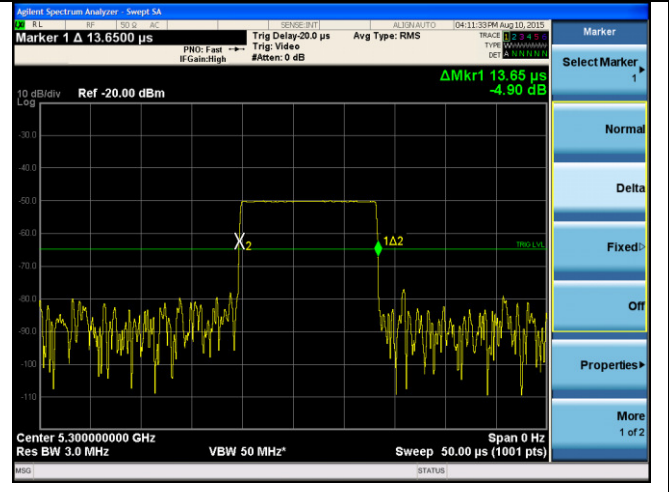 Agilent Spectrum Analyzer - Swept SA
RL RF 50 Ω AC SENSE:INT ALIGNAUTO 04:11:33PM Aug 10, 2015
Marker 1 Δ 13.6500 µs
PNO: Fast
IFGain:High
Trig Delay-20.0 µs
Trig: Video
#Atten: 0 dB
Avg Type: RMS
TRACE 1 2 3 4 5 6
TYPE
DET A N N N N N
ΔMkr1 13.65 µs
-4.90 dB
10 dB/div Ref -20.00 dBm
Log
-30.0
-40.0
-50.0
-60.0
-70.0
-80.0
-90.0
-100
-110
2
1Δ2
TRIG LVL
Center 5.300000000 GHz
Span 0 Hz
Res BW 3.0 MHz
VBW 50 MHz*
Sweep 50.00 µs (1001 pts)
MSG
STATUS
Marker
Select Marker
1
Normal
Delta
Fixed
Off
Properties
More
1 of 2